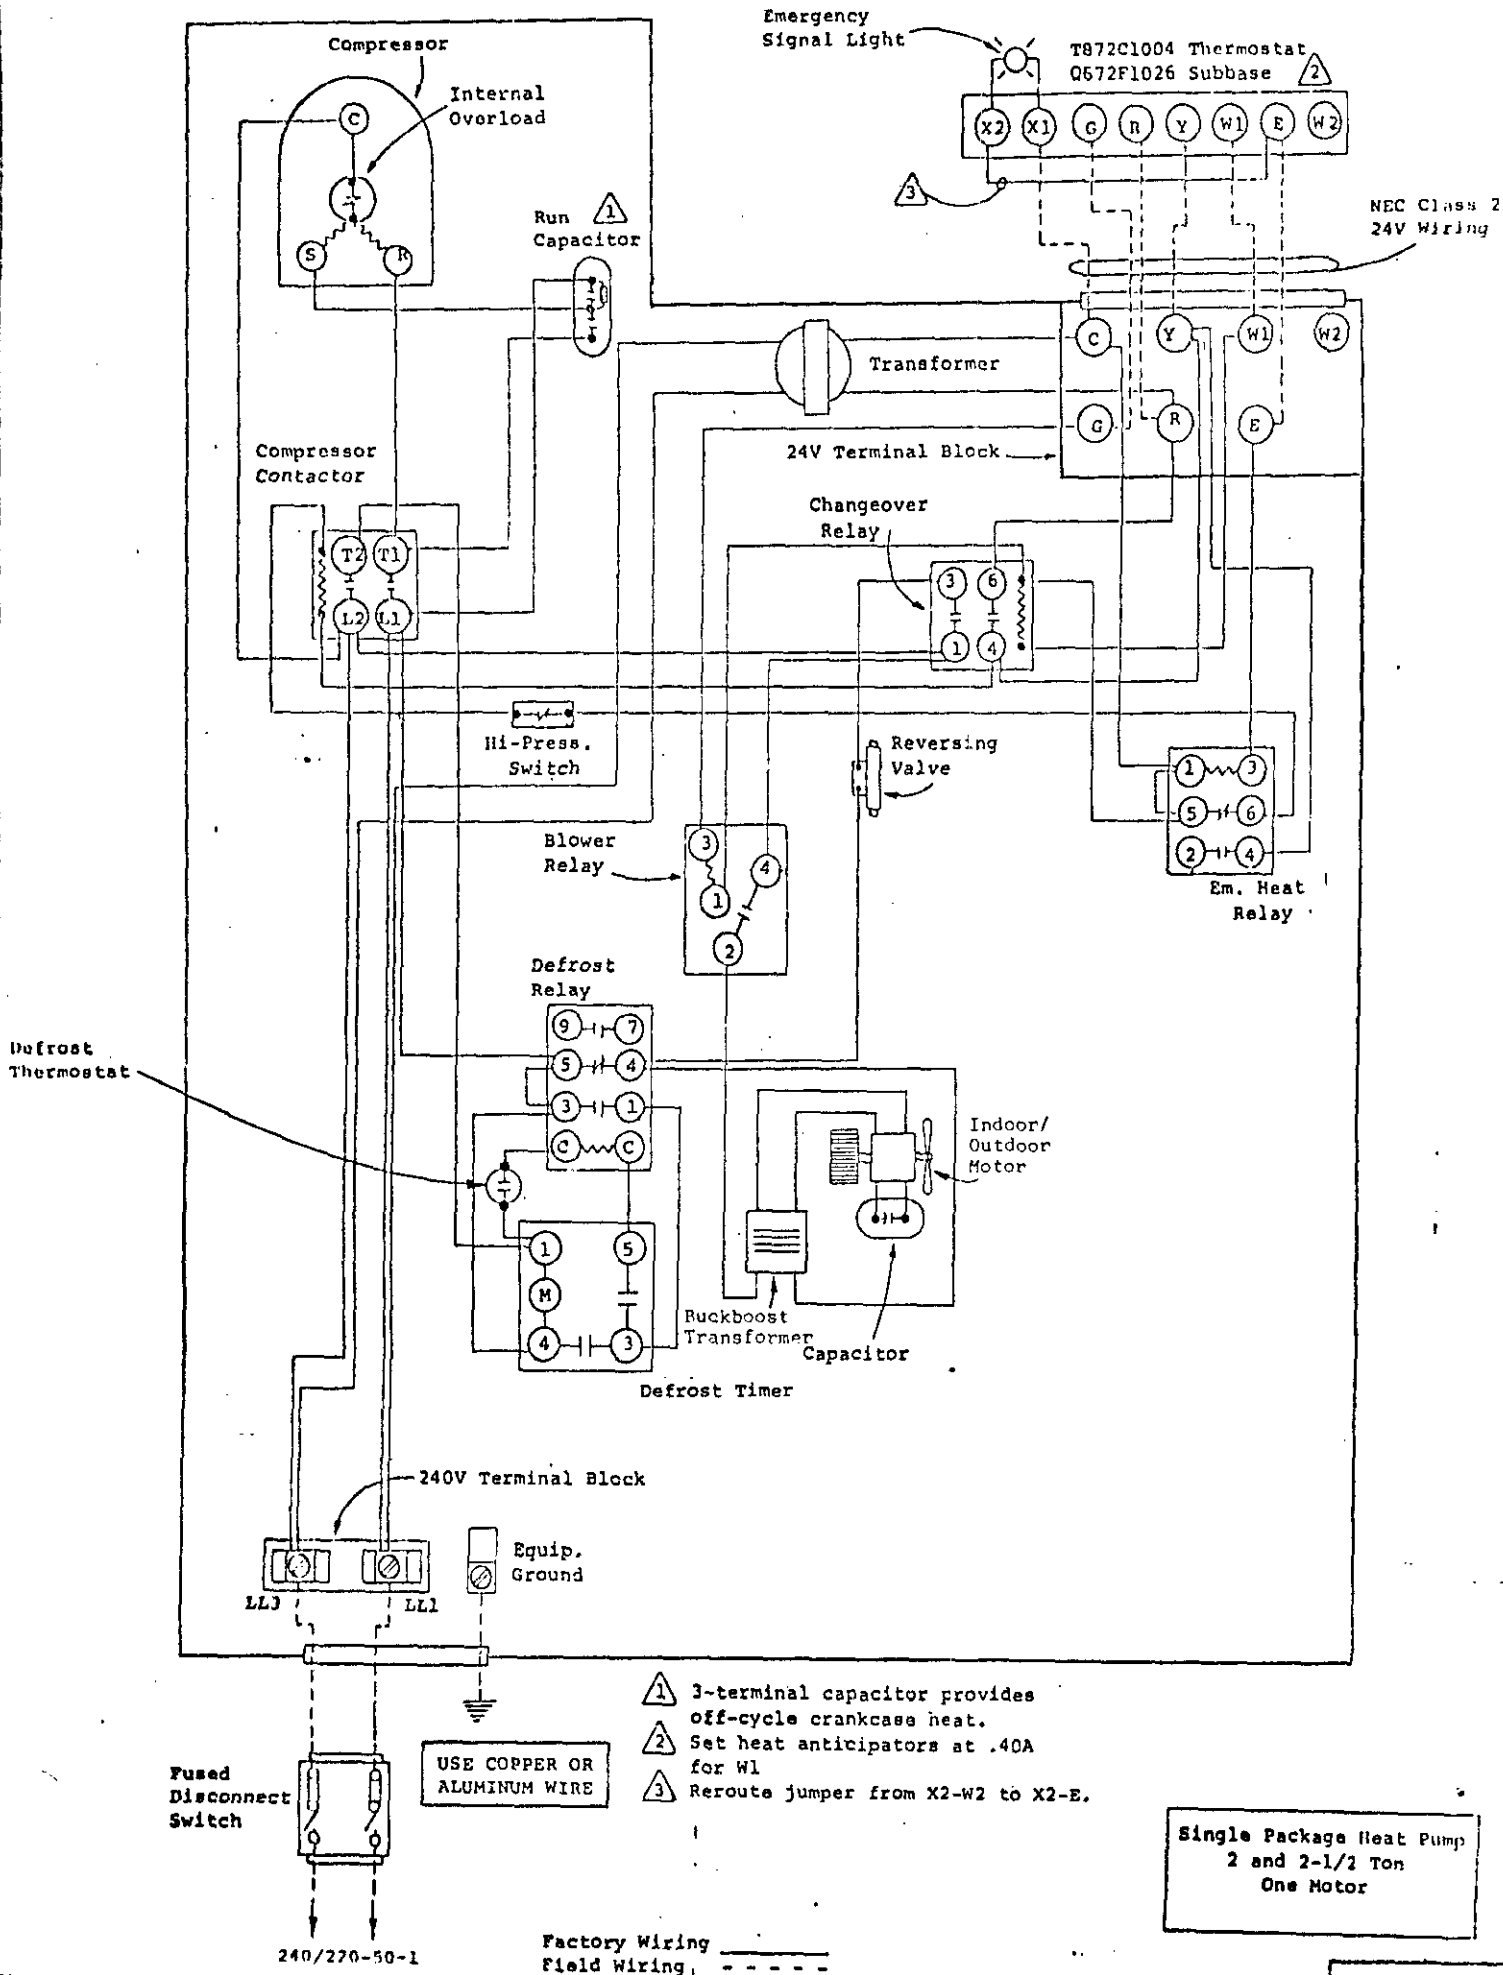 Emergency
Signal Light
Compressor
T872C1004 Thermostat
Q672F1026 Subbase
2
Internal
Overload
C
S
R
X2 X1 G R Y W1 E W2
3
Run
Capacitor
1
NEC Class 2
24V Wiring
C Y W1 W2
Transformer
G R E
24V Terminal Block
Compressor
Contactor
Changeover
Relay
T2 T1
L2 L1
3 6
1 4
Hi-Press.
Switch
Reversing
Valve
1 3
5 6
2 4
Em. Heat
Relay
Blower
Relay
3
4
1
2
Defrost
Relay
9 7
5 4
3 1
C C
Defrost
Thermostat
Indoor/
Outdoor
Motor
1 5
M
4 3
Buckboost
Transformer
Capacitor
Defrost Timer
240V Terminal Block
Equip.
Ground
LL1
1 3-terminal capacitor provides
off-cycle crankcase heat.
2 Set heat anticipators at .40A
for W1
3 Reroute jumper from X2-W2 to X2-E.
USE COPPER OR
ALUMINUM WIRE
Fused
Disconnect
Switch
Single Package Heat Pump
2 and 2-1/2 Ton
One Motor
240/220-50-1
Factory Wiring
Field Wiring